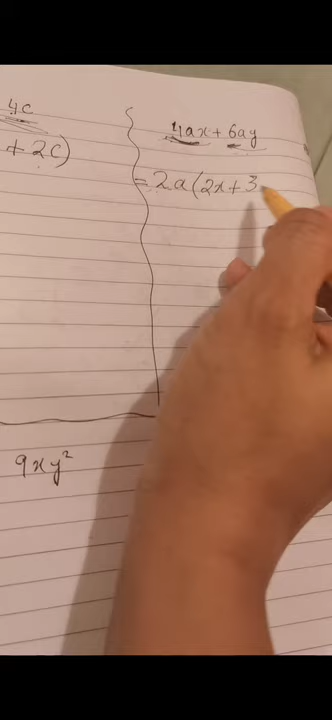 4c
+ 2c)
4ax + 6ay
= 2a(2x + 3
9xy²